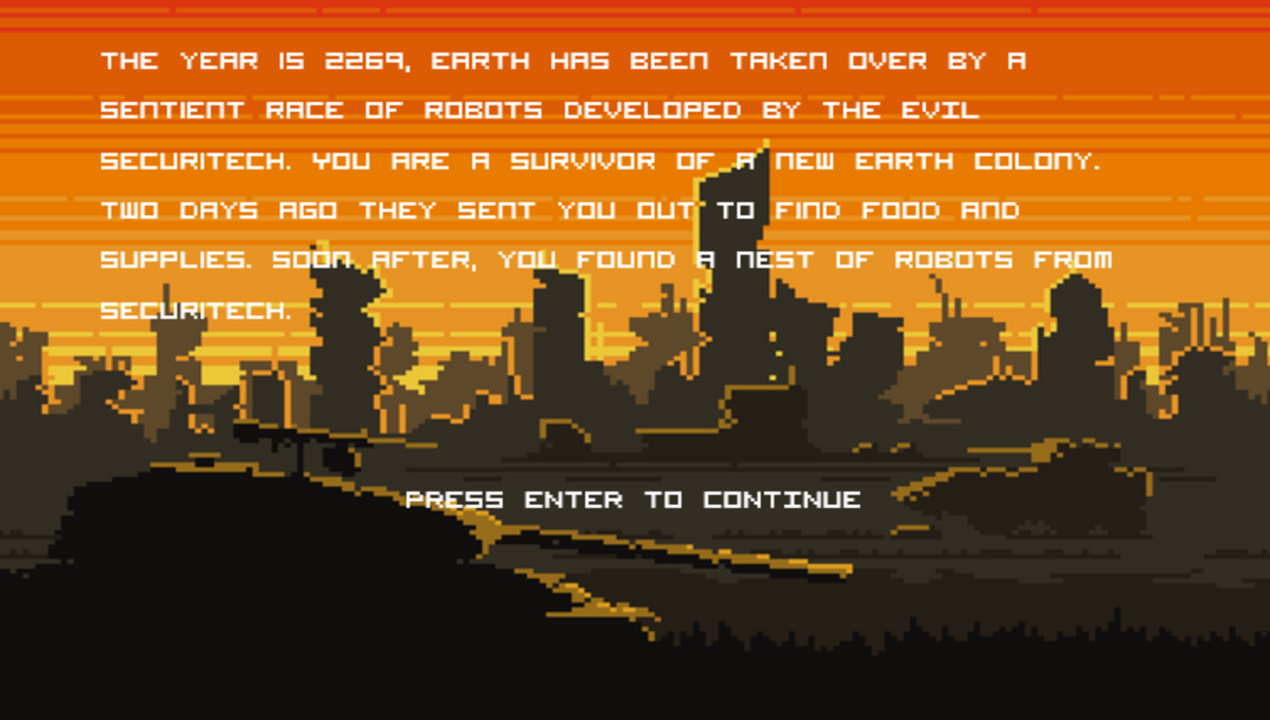 THE YEAR IS 2269, EARTH HAS BEEN TAKEN OVER BY A
SENTIENT RACE OF ROBOTS DEVELOPED BY THE EVIL
SECURITECH. YOU ARE A SURVIVOR OF A NEW EARTH COLONY.
TWO DAYS AGO THEY SENT YOU OUT TO FIND FOOD AND
SUPPLIES. SOON AFTER, YOU FOUND A NEST OF ROBOTS FROM
SECURITECH.
PRESS ENTER TO CONTINUE